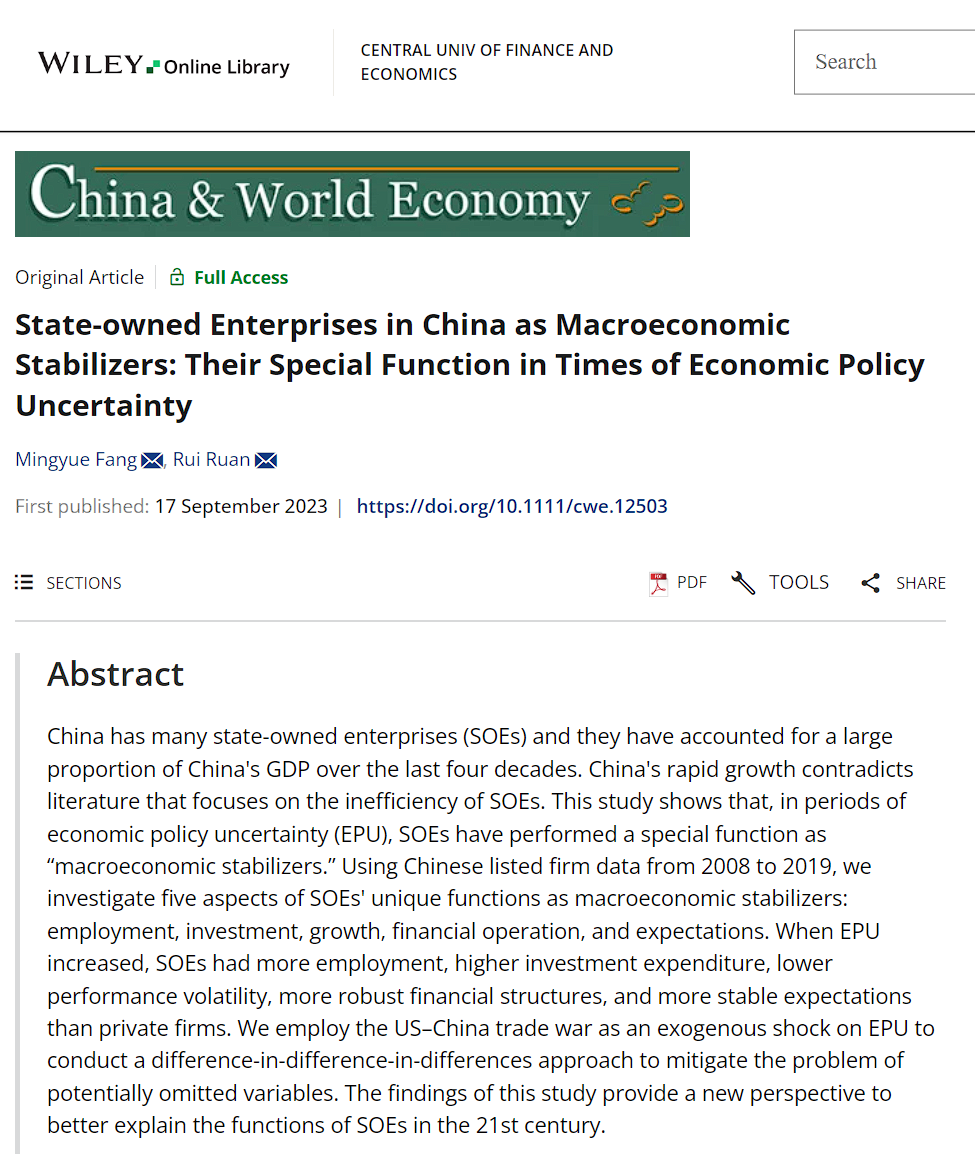 WILEY Online Library
CENTRAL UNIV OF FINANCE AND
ECONOMICS
Search
China & World Economy
Original Article
Full Access
State-owned Enterprises in China as Macroeconomic
Stabilizers: Their Special Function in Times of Economic Policy
Uncertainty
Mingyue Fang, Rui Ruan
First published: 17 September 2023 | https://doi.org/10.1111/cwe.12503
SECTIONS
PDF
PDF
TOOLS
SHARE
Abstract
China has many state-owned enterprises (SOEs) and they have accounted for a large
proportion of China's GDP over the last four decades. China's rapid growth contradicts
literature that focuses on the inefficiency of SOEs. This study shows that, in periods of
economic policy uncertainty (EPU), SOEs have performed a special function as
“macroeconomic stabilizers.” Using Chinese listed firm data from 2008 to 2019, we
investigate five aspects of SOEs' unique functions as macroeconomic stabilizers:
employment, investment, growth, financial operation, and expectations. When EPU
increased, SOEs had more employment, higher investment expenditure, lower
performance volatility, more robust financial structures, and more stable expectations
than private firms. We employ the US–China trade war as an exogenous shock on EPU to
conduct a difference-in-difference-in-differences approach to mitigate the problem of
potentially omitted variables. The findings of this study provide a new perspective to
better explain the functions of SOEs in the 21st century.